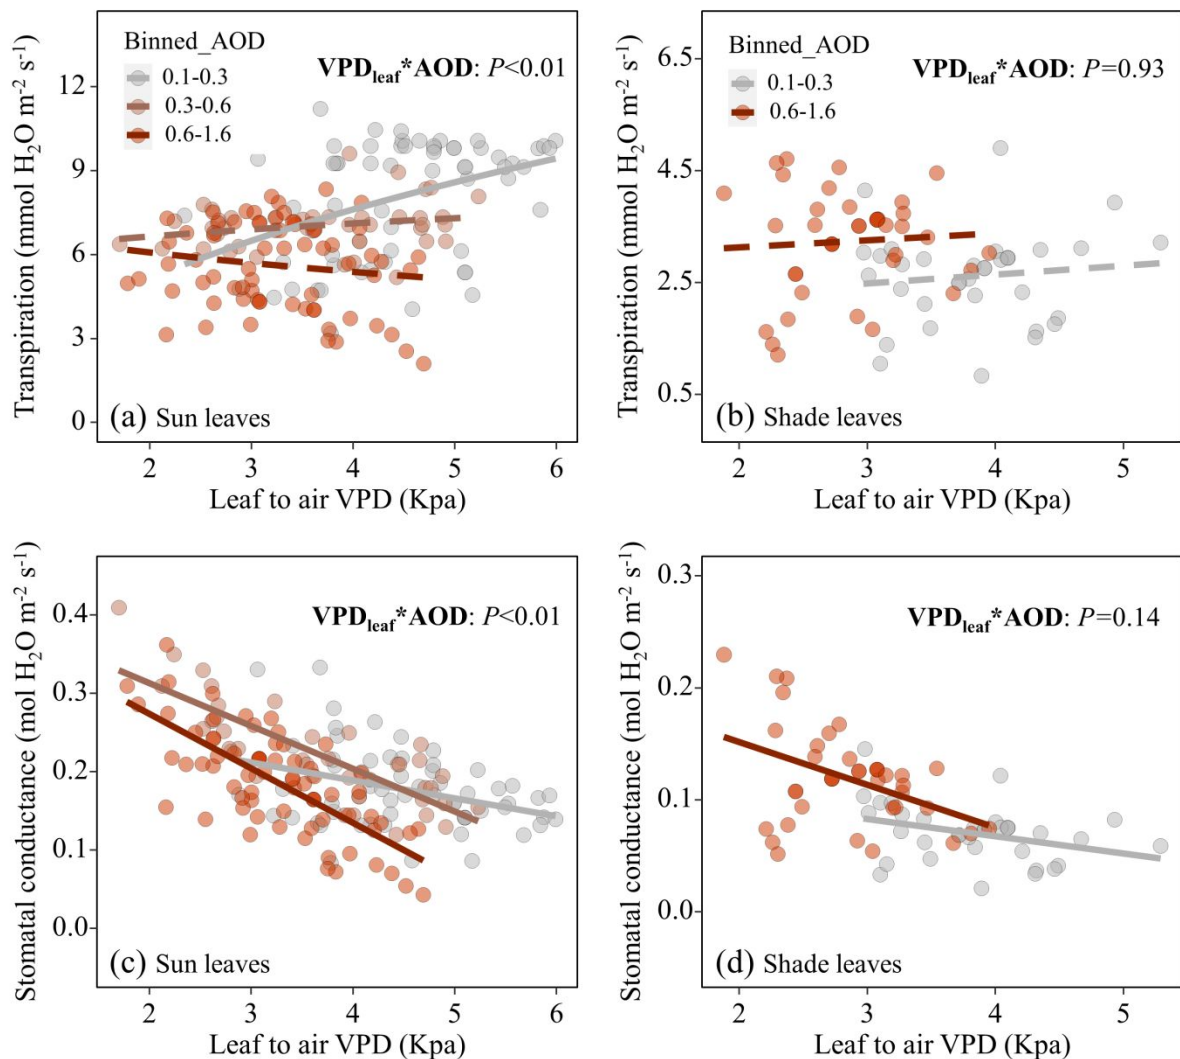 Transpiration (mmol H₂O m⁻² s⁻¹)
12
9
6
3
0
Binned_AOD
0.1-0.3
0.3-0.6
0.6-1.6
VPDleaf*AOD: P<0.01
(a) Sun leaves
2 3 4 5 6
Leaf to air VPD (Kpa)
Transpiration (mmol H₂O m⁻² s⁻¹)
6.5
4.5
2.5
0.5
Binned_AOD
0.1-0.3
0.6-1.6
VPDleaf*AOD: P=0.93
(b) Shade leaves
2 3 4 5
Leaf to air VPD (Kpa)
Stomatal conductance (mol H₂O m⁻² s⁻¹)
0.4
0.3
0.2
0.1
0.0
VPDleaf*AOD: P<0.01
(c) Sun leaves
2 3 4 5 6
Leaf to air VPD (Kpa)
Stomatal conductance (mol H₂O m⁻² s⁻¹)
0.3
0.2
0.1
0.0
VPDleaf*AOD: P=0.14
(d) Shade leaves
2 3 4 5
Leaf to air VPD (Kpa)